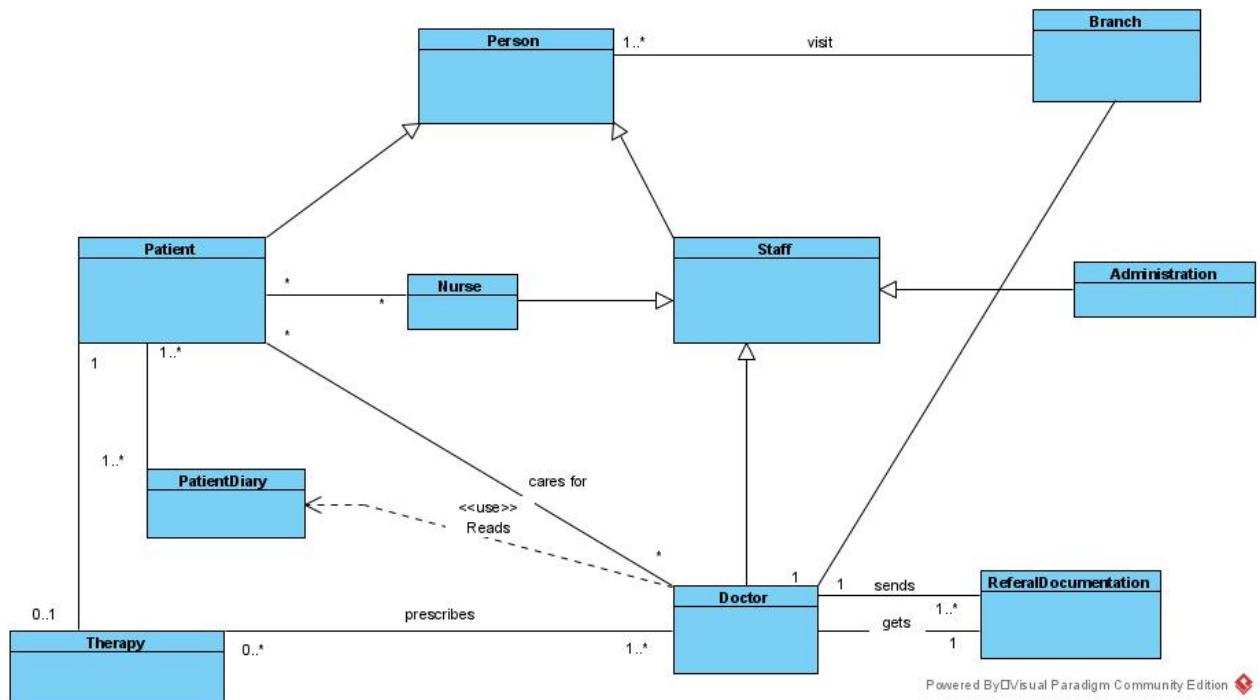 Person
1..*
visit
Branch
Patient
*
*
Nurse
Staff
Administration
*
1
1..*
1..*
PatientDiary
cares for
<<use>>
Reads
*
0..1
Therapy
0..*
prescribes
1..*
Doctor
1
1
sends
1..*
gets
1
ReferalDocumentation
Powered By□Visual Paradigm Community Edition